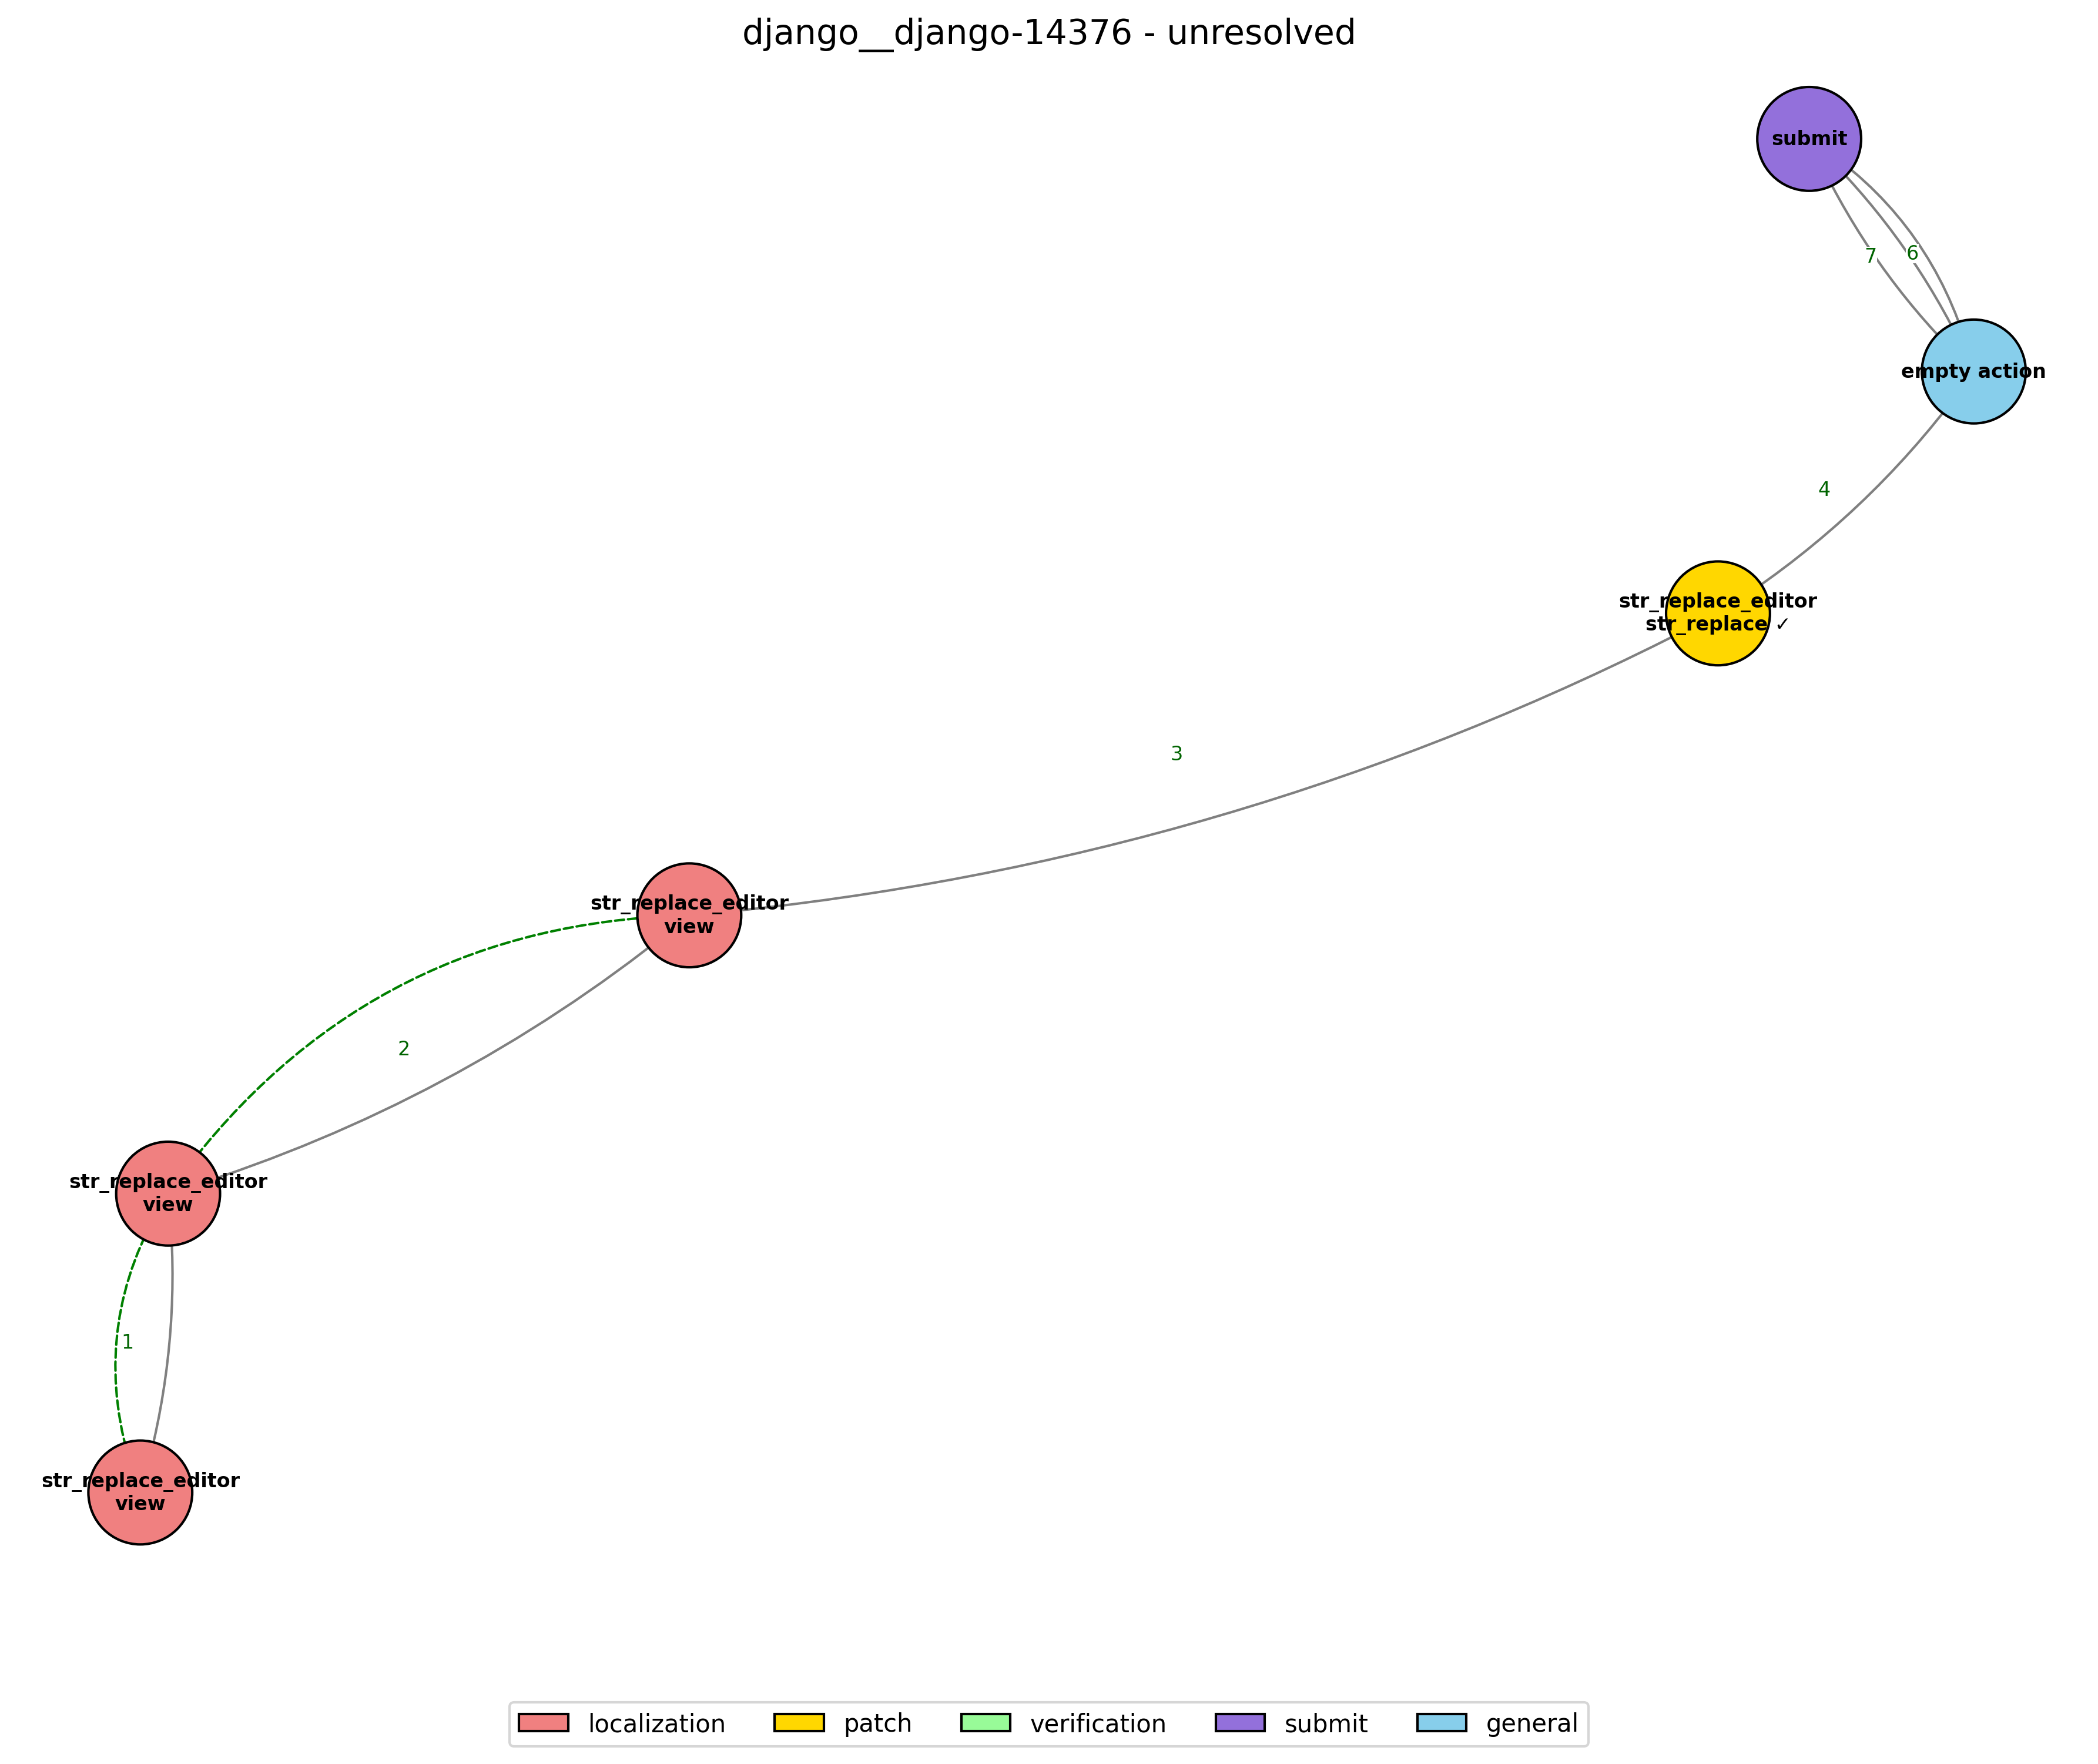 django__django-14376 - unresolved
submit
7
6
empty action
4
str_replace_editor
str_replace ✓
3
str_replace_editor
view
2
str_replace_editor
view
1
str_replace_editor
view
localization
patch
verification
submit
general